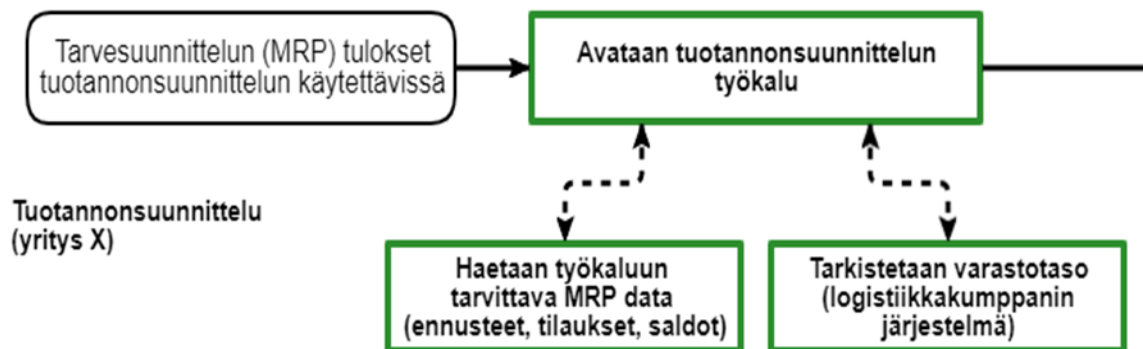 Tarvesuunnittelun (MRP) tulokset
tuotannonsuunnittelun käytettävissä
Avataan tuotannonsuunnittelun
työkalu
Tuotannonsuunnittelu
(yritys X)
Haetaan työkaluun
tarvittava MRP data
(ennusteet, tilaukset, saldot)
Tarkistetaan varastotaso
(logistiikkakumppanin
järjestelmä)